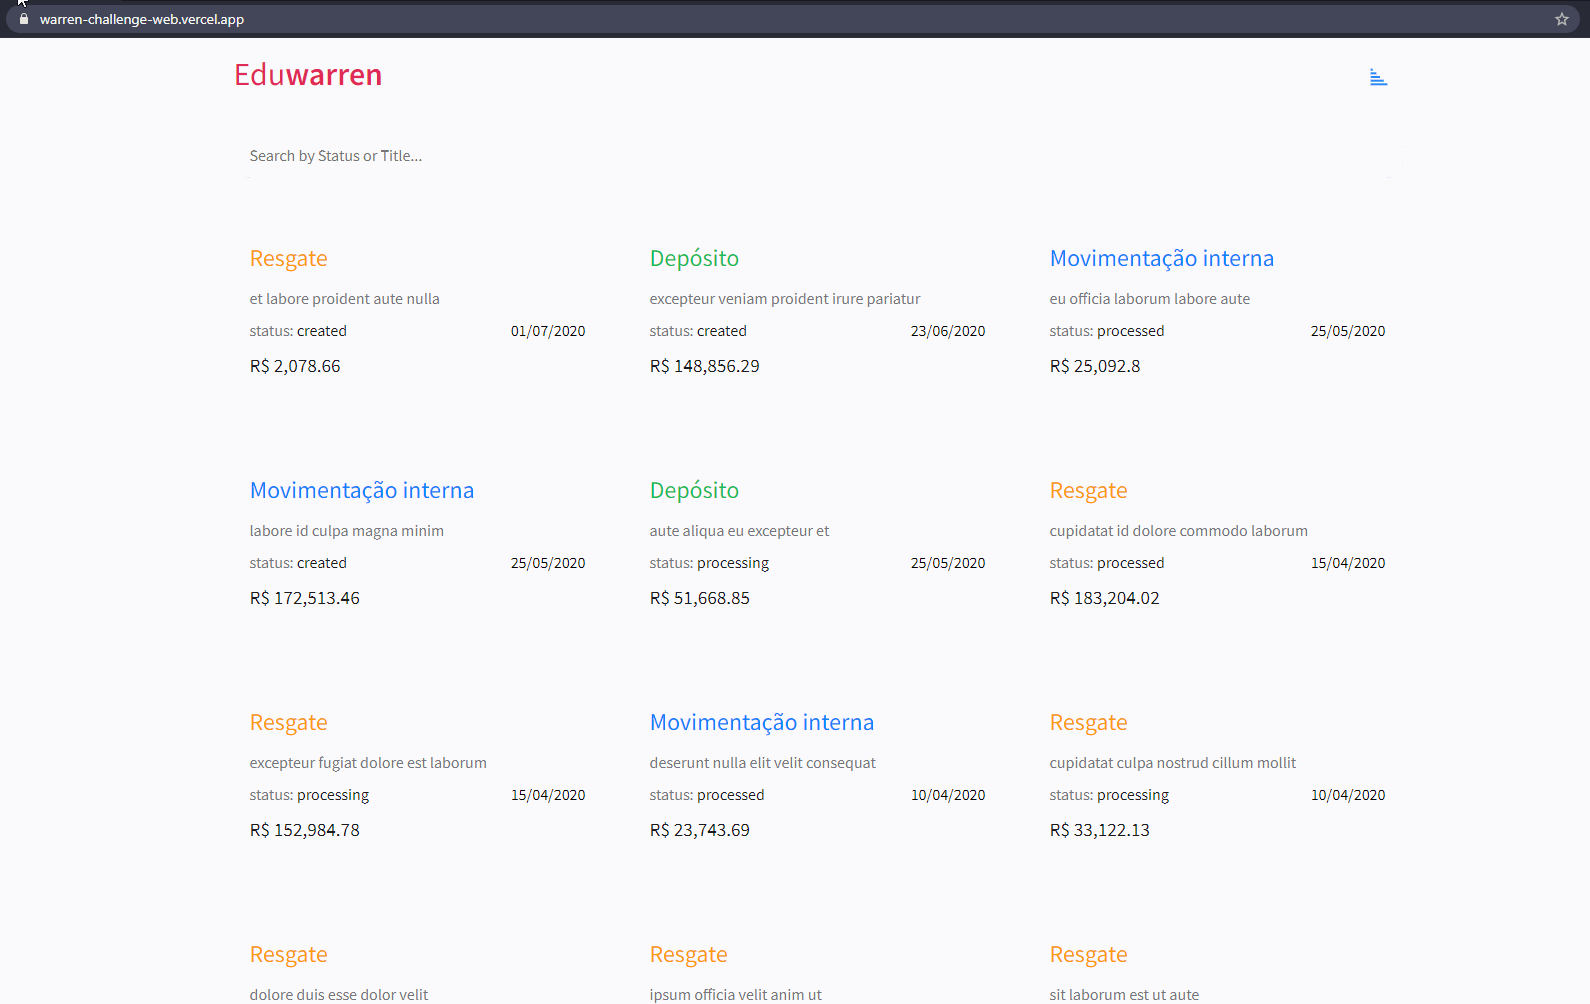 warren-challenge-web.vercel.app
Eduwarren
Search by Status or Title...
Resgate
et labore proident aute nulla
status: created 01/07/2020
R$ 2,078.66
Depósito
excepteur veniam proident irure pariatur
status: created 23/06/2020
R$ 148,856.29
Movimentação interna
eu officia laborum labore aute
status: processed 25/05/2020
R$ 25,092.8
Movimentação interna
labore id culpa magna minim
status: created 25/05/2020
R$ 172,513.46
Depósito
aute aliqua eu excepteur et
status: processing 25/05/2020
R$ 51,668.85
Resgate
cupidatat id dolore commodo laborum
status: processed 15/04/2020
R$ 183,204.02
Resgate
excepteur fugiat dolore est laborum
status: processing 15/04/2020
R$ 152,984.78
Movimentação interna
deserunt nulla elit velit consequat
status: processed 10/04/2020
R$ 23,743.69
Resgate
cupidatat culpa nostrud cillum mollit
status: processing 10/04/2020
R$ 33,122.13
Resgate
dolore duis esse dolor velit
Resgate
ipsum officia velit anim ut
Resgate
sit laborum est ut aute